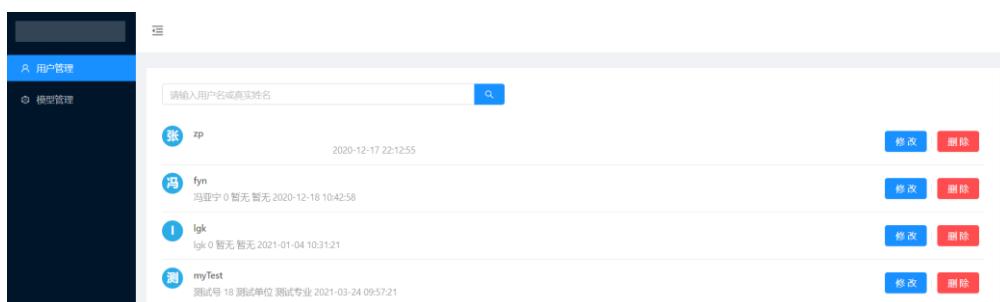 用户管理
模型管理
请输入用户名或真实姓名
张 zp 修改 删除
2020-12-17 22:12:55
冯 fyn 修改 删除
冯亚宁 0 暂无 暂无 2020-12-18 10:42:58
l lgk 修改 删除
lgk 0 暂无 暂无 2021-01-04 10:31:21
测 myTest 修改 删除
测试号 18 测试单位 测试专业 2021-03-24 09:57:21